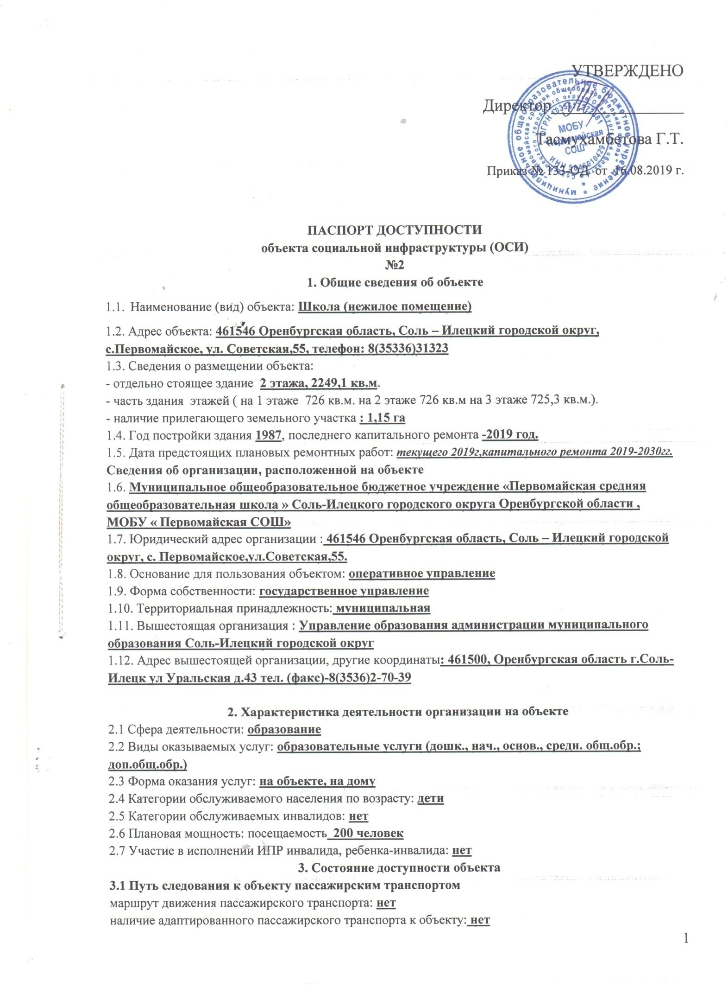 УТВЕРЖДЕНО
Директор
Тасмухамбетова Г.Т.
Приказ № 133-ОД от 16.08.2019 г.
МОБУ
"Первомайская
СОШ"
ПАСПОРТ ДОСТУПНОСТИ
объекта социальной инфраструктуры (ОСИ)
№2
1. Общие сведения об объекте
1.1. Наименование (вид) объекта: Школа (нежилое помещение)
1.2. Адрес объекта: 461546 Оренбургская область, Соль – Илецкий городской округ,
с.Первомайское, ул. Советская,55, телефон: 8(35336)31323
1.3. Сведения о размещении объекта:
- отдельно стоящее здание 2 этажа, 2249,1 кв.м.
- часть здания этажей ( на 1 этаже 726 кв.м. на 2 этаже 726 кв.м на 3 этаже 725,3 кв.м.).
- наличие прилегающего земельного участка : 1,15 га
1.4. Год постройки здания 1987, последнего капитального ремонта -2019 год.
1.5. Дата предстоящих плановых ремонтных работ: текущего 2019г,капитального ремонта 2019-2030гг.
Сведения об организации, расположенной на объекте
1.6. Муниципальное общеобразовательное бюджетное учреждение «Первомайская средняя
общеобразовательная школа » Соль-Илецкого городского округа Оренбургской области ,
МОБУ « Первомайская СОШ»
1.7. Юридический адрес организации : 461546 Оренбургская область, Соль – Илецкий городской
округ, с. Первомайское,ул.Советская,55.
1.8. Основание для пользования объектом: оперативное управление
1.9. Форма собственности: государственное управление
1.10. Территориальная принадлежность: муниципальная
1.11. Вышестоящая организация : Управление образования администрации муниципального
образования Соль-Илецкий городской округ
1.12. Адрес вышестоящей организации, другие координаты: 461500, Оренбургская область г.Соль-
Илецк ул Уральская д.43 тел. (факс)-8(3536)2-70-39
2. Характеристика деятельности организации на объекте
2.1 Сфера деятельности: образование
2.2 Виды оказываемых услуг: образовательные услуги (дошк., нач., основ., средн. общ.обр.;
доп.общ.обр.)
2.3 Форма оказания услуг: на объекте, на дому
2.4 Категории обслуживаемого населения по возрасту: дети
2.5 Категории обслуживаемых инвалидов: нет
2.6 Плановая мощность: посещаемость 200 человек
2.7 Участие в исполнении ИПР инвалида, ребенка-инвалида: нет
3. Состояние доступности объекта
3.1 Путь следования к объекту пассажирским транспортом
маршрут движения пассажирского транспорта: нет
наличие адаптированного пассажирского транспорта к объекту: нет
1